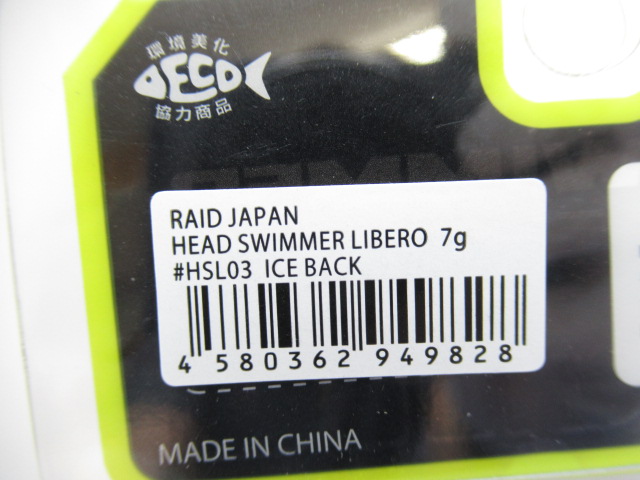 環境美化
ECO
協力商品
RAID JAPAN
HEAD SWIMMER LIBERO 7g
#HSL03 ICE BACK
4 580362 949828
MADE IN CHINA